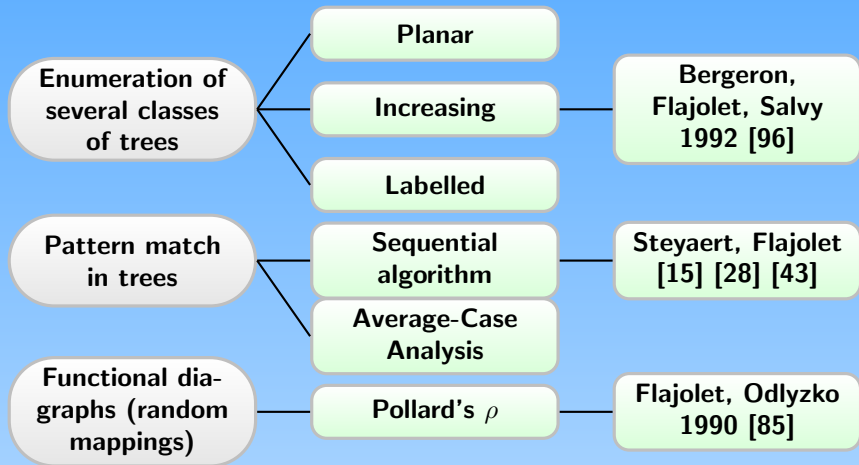 Enumeration of
several classes
of trees
Planar
Increasing
Labelled
Bergeron,
Flajolet, Salvy
1992 [96]
Pattern match
in trees
Sequential
algorithm
Average-Case
Analysis
Steyaert, Flajolet
[15] [28] [43]
Functional dia-
graphs (random
mappings)
Pollard's ρ
Flajolet, Odlyzko
1990 [85]